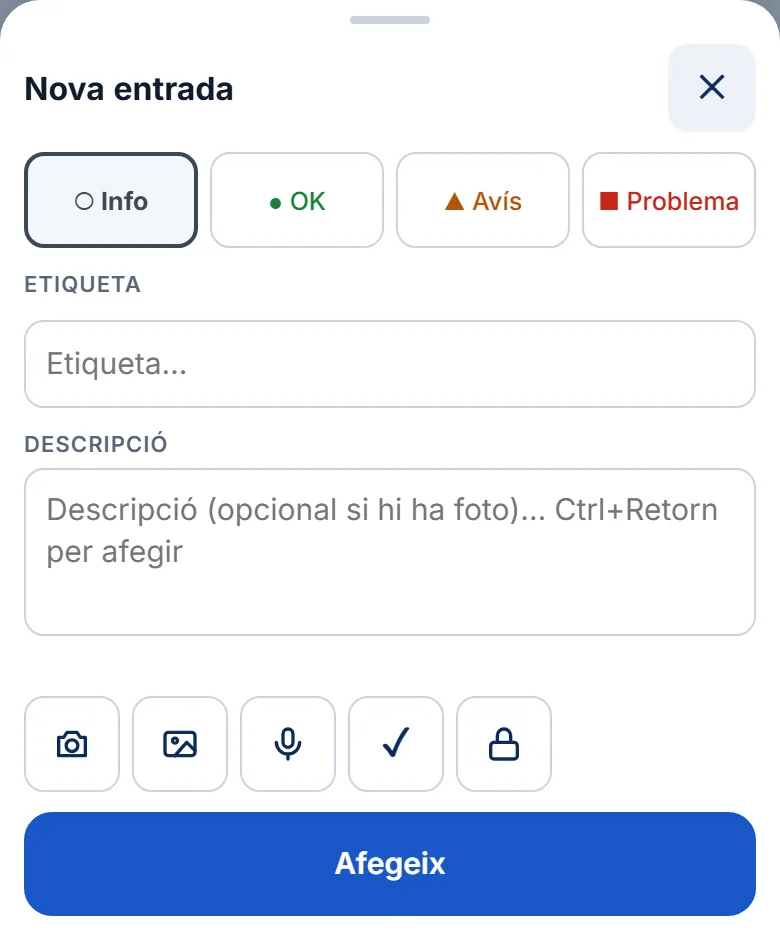 Nova entrada
○ Info
● OK
▲ Avís
■ Problema
ETIQUETA
Etiqueta...
DESCRIPCIÓ
Descripció (opcional si hi ha foto)... Ctrl+Retorn
per afegir
Afegeix